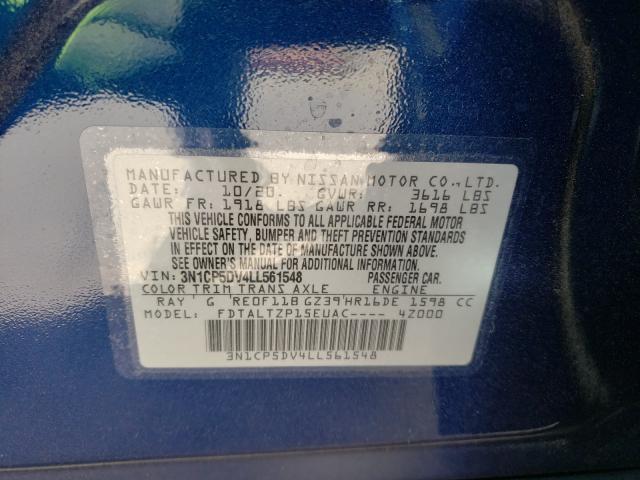 MANUFACTURED BY NISSAN MOTOR CO., LTD.
DATE: 10/20. GVWR: 3616 LBS
GAWR FR: 1918 LBS GAWR RR: 1698 LBS
THIS VEHICLE CONFORMS TO ALL APPLICABLE FEDERAL MOTOR
VEHICLE SAFETY, BUMPER AND THEFT PREVENTION STANDARDS
IN EFFECT ON THE DATE OF MANUFACTURE SHOWN ABOVE.
SEE OWNER'S MANUAL FOR ADDITIONAL INFORMATION.
VIN: 3N1CP5DV4LL561548 PASSENGER CAR.
COLOR TRIM TRANS AXLE ENGINE
RAY G RE0F11B GZ39 HR16DE 1598 CC
MODEL: FDTALTZP15EUAC---- 4Z000
3N1CP5DV4LL561548